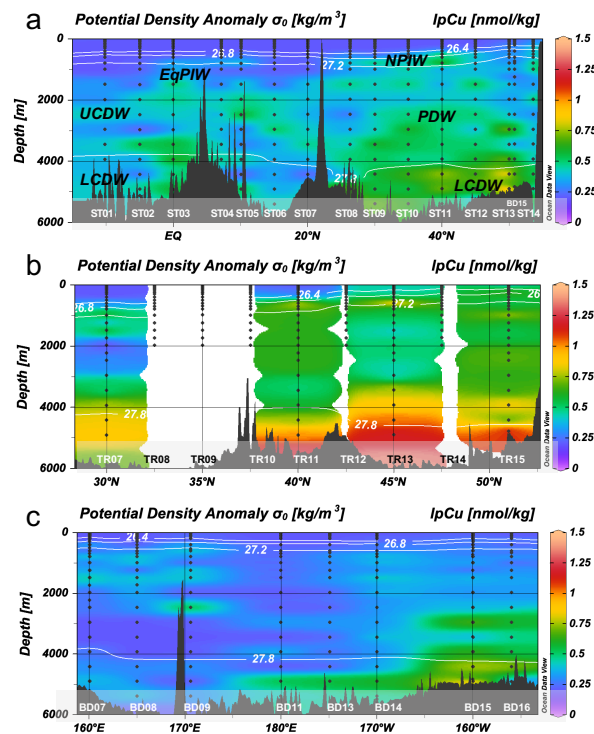 a
Potential Density Anomaly σ0 [kg/m3]
lpCu [nmol/kg]
0
2000
4000
6000
Depth [m]
26.8
26.4
27.2
27.8
EqPIW
NPIW
UCDW
PDW
LCDW
LCDW
BD15
ST01 ST02 ST03 ST04 ST05 ST06 ST07 ST08 ST09 ST10 ST11 ST12 ST13 ST14
EQ 20°N 40°N
Ocean Data View
1.5
1.25
1
0.75
0.5
0.25
0
b
Potential Density Anomaly σ0 [kg/m3]
lpCu [nmol/kg]
0
2000
4000
6000
Depth [m]
26.8
26.4
27.2
26.4
27.8
27.8
TR07 TR08 TR09 TR10 TR11 TR12 TR13 TR14 TR15
30°N 35°N 40°N 45°N 50°N
Ocean Data View
1.5
1.25
1
0.75
0.5
0.25
0
c
Potential Density Anomaly σ0 [kg/m3]
lpCu [nmol/kg]
0
2000
4000
6000
Depth [m]
26.4
26.8
27.2
27.8
BD07 BD08 BD09 BD11 BD13 BD14 BD15 BD16
160°E 170°E 180°E 170°W 160°W
Ocean Data View
1.5
1.25
1
0.75
0.5
0.25
0